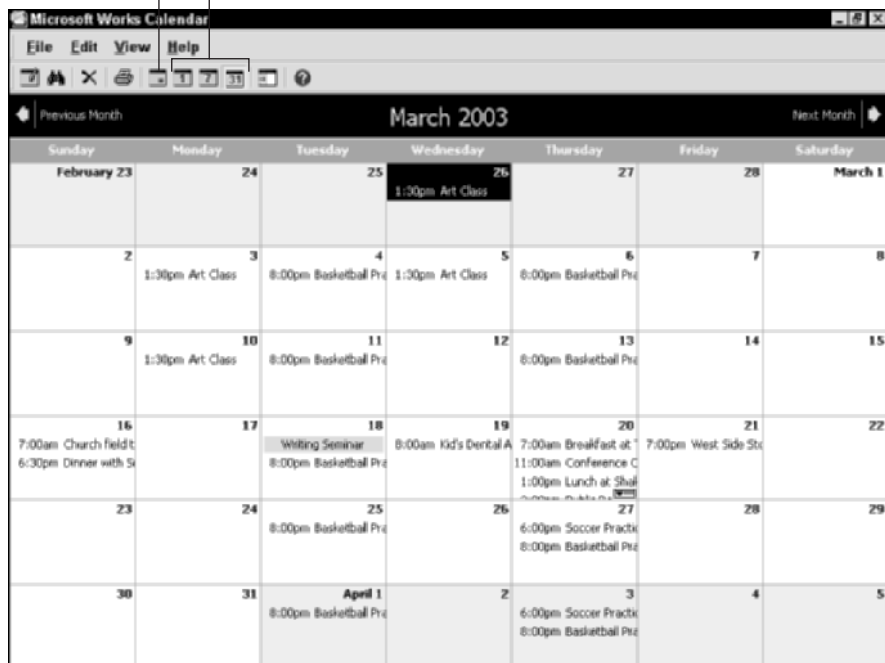 Microsoft Works Calendar
File Edit View Help
1 7 31
Previous Month March 2003 Next Month
Sunday Monday Tuesday Wednesday Thursday Friday Saturday
February 23 24 25 26 27 28 March 1
1:30pm Art Class
2 3 4 5 6 7 8
1:30pm Art Class 8:00pm Basketball Pra 1:30pm Art Class 8:00pm Basketball Pra
9 10 11 12 13 14 15
1:30pm Art Class 8:00pm Basketball Pra 8:00pm Basketball Pra
16 17 18 19 20 21 22
7:00am Church field t Writing Seminar 8:00am Kid's Dental A 7:00am Breakfast at 7:00pm West Side Sto
6:30pm Dinner with 8:00pm Basketball Pra 11:00am Conference C
1:00pm Lunch at Shak
23 24 25 26 27 28 29
8:00pm Basketball Pra 6:00pm Soccer Practic
8:00pm Basketball Pra
30 31 April 1 2 3 4 5
8:00pm Basketball Pra 6:00pm Soccer Practic
8:00pm Basketball Pra